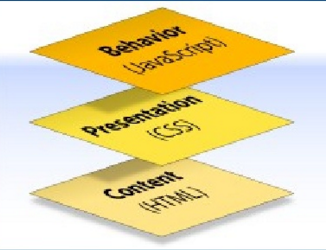 Behavior
(JavaScript)
Presentation
(CSS)
Content
(HTML)